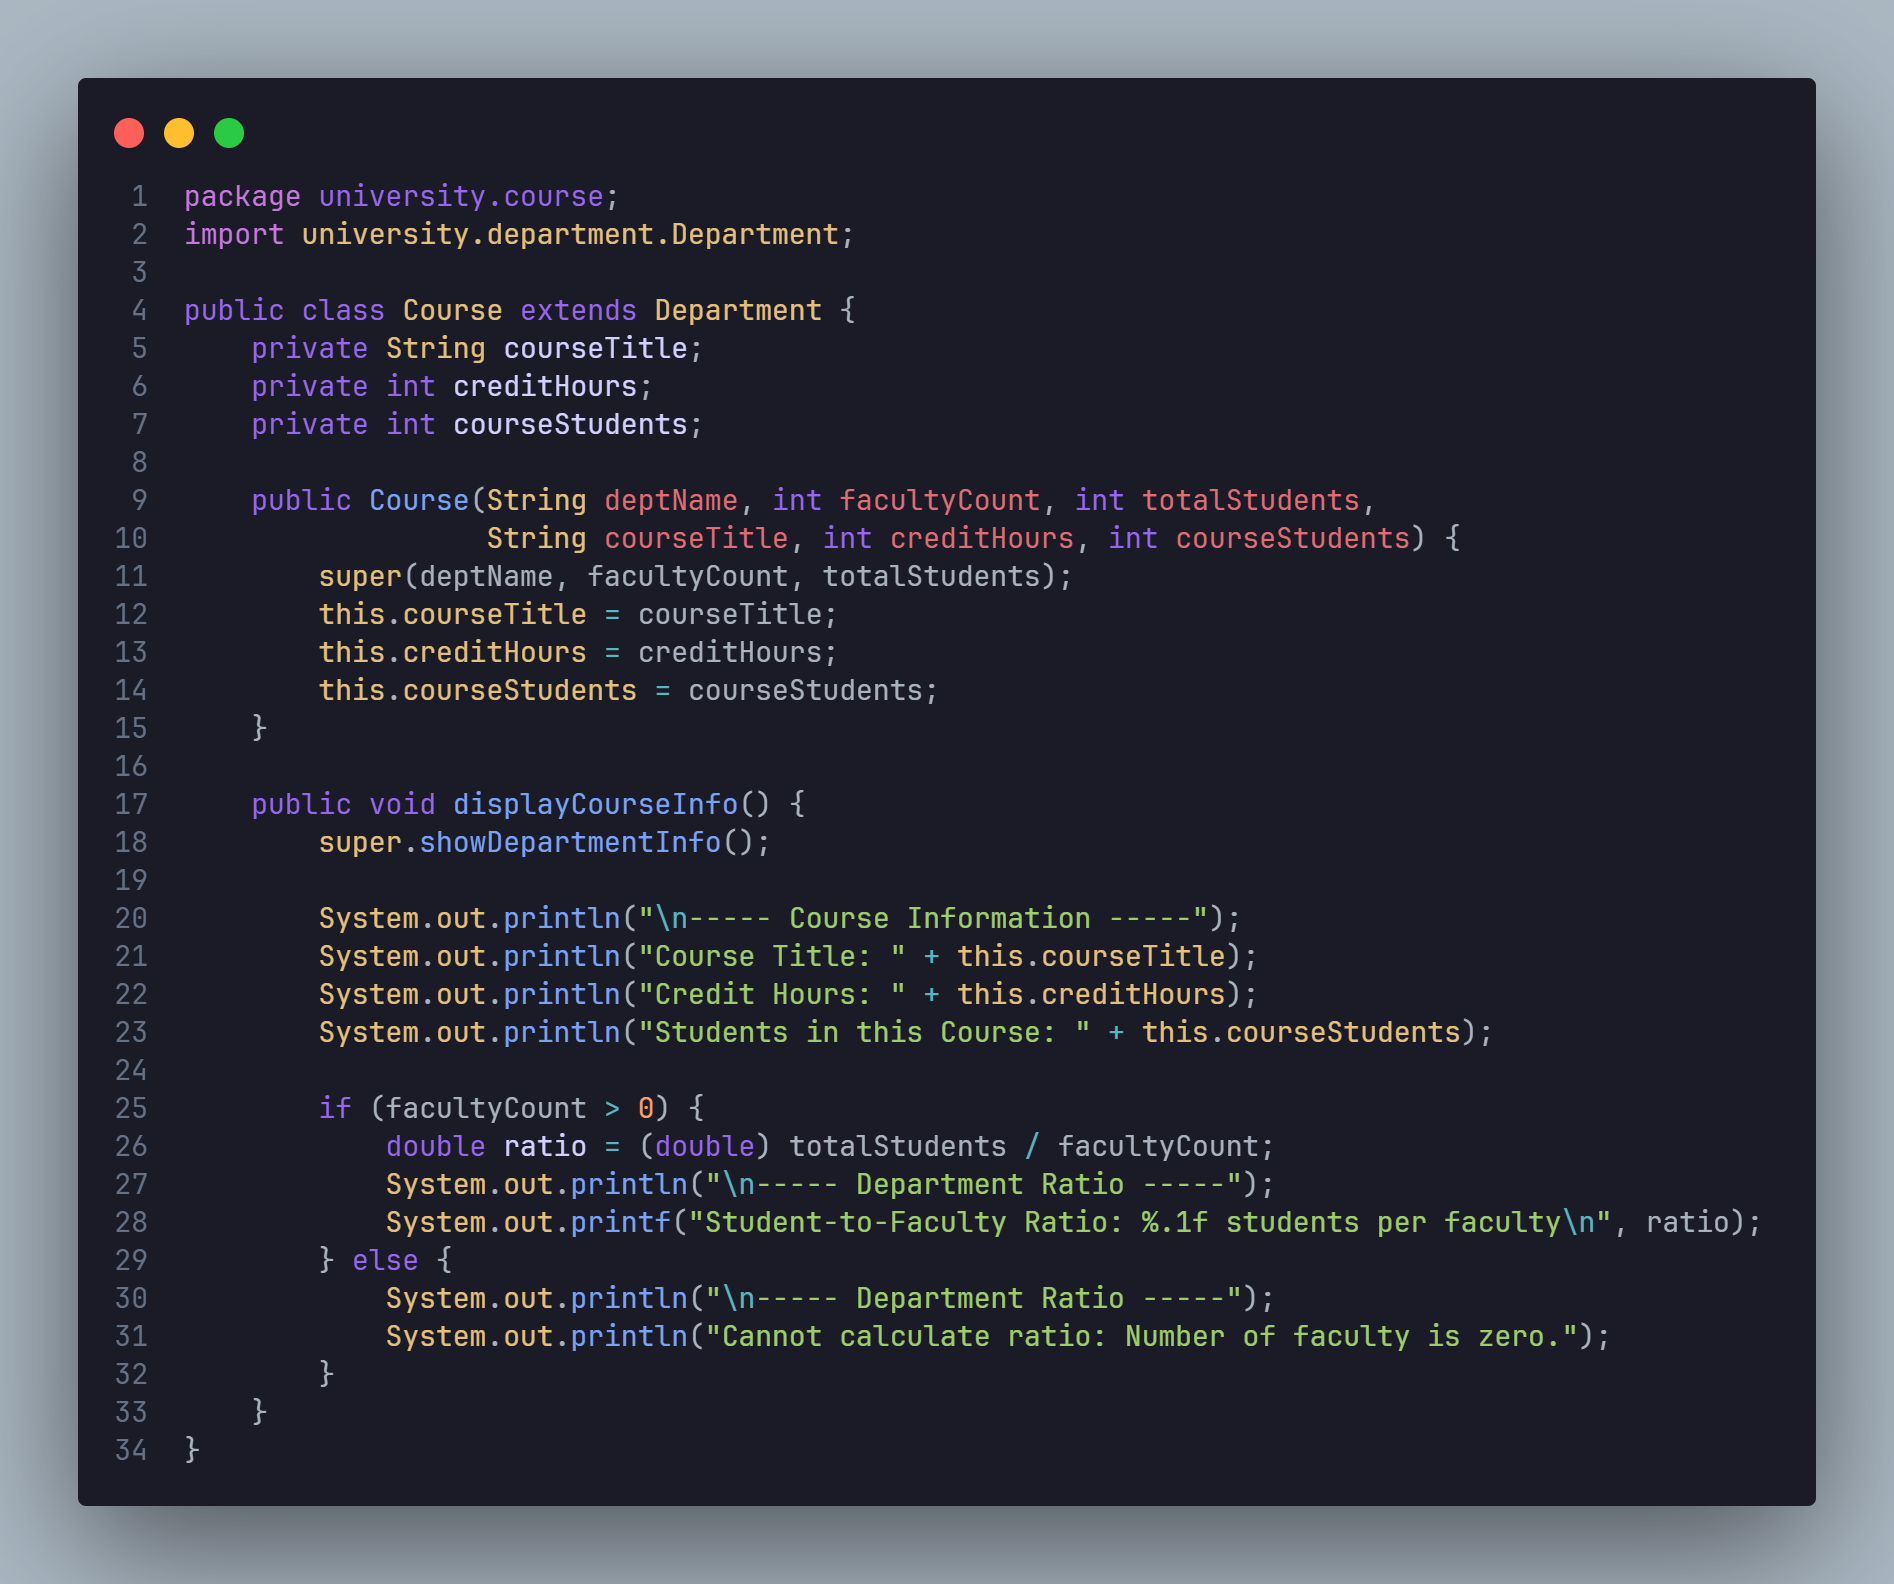 1 package university.course;
2 import university.department.Department;
3
4 public class Course extends Department {
5     private String courseTitle;
6     private int creditHours;
7     private int courseStudents;
8
9     public Course(String deptName, int facultyCount, int totalStudents,
10                   String courseTitle, int creditHours, int courseStudents) {
11         super(deptName, facultyCount, totalStudents);
12         this.courseTitle = courseTitle;
13         this.creditHours = creditHours;
14         this.courseStudents = courseStudents;
15     }
16
17     public void displayCourseInfo() {
18         super.showDepartmentInfo();
19
20         System.out.println("\n----- Course Information -----");
21         System.out.println("Course Title: " + this.courseTitle);
22         System.out.println("Credit Hours: " + this.creditHours);
23         System.out.println("Students in this Course: " + this.courseStudents);
24
25         if (facultyCount > 0) {
26             double ratio = (double) totalStudents / facultyCount;
27             System.out.println("\n----- Department Ratio -----");
28             System.out.printf("Student-to-Faculty Ratio: %.1f students per faculty\n", ratio);
29         } else {
30             System.out.println("\n----- Department Ratio -----");
31             System.out.println("Cannot calculate ratio: Number of faculty is zero.");
32         }
33     }
34 }